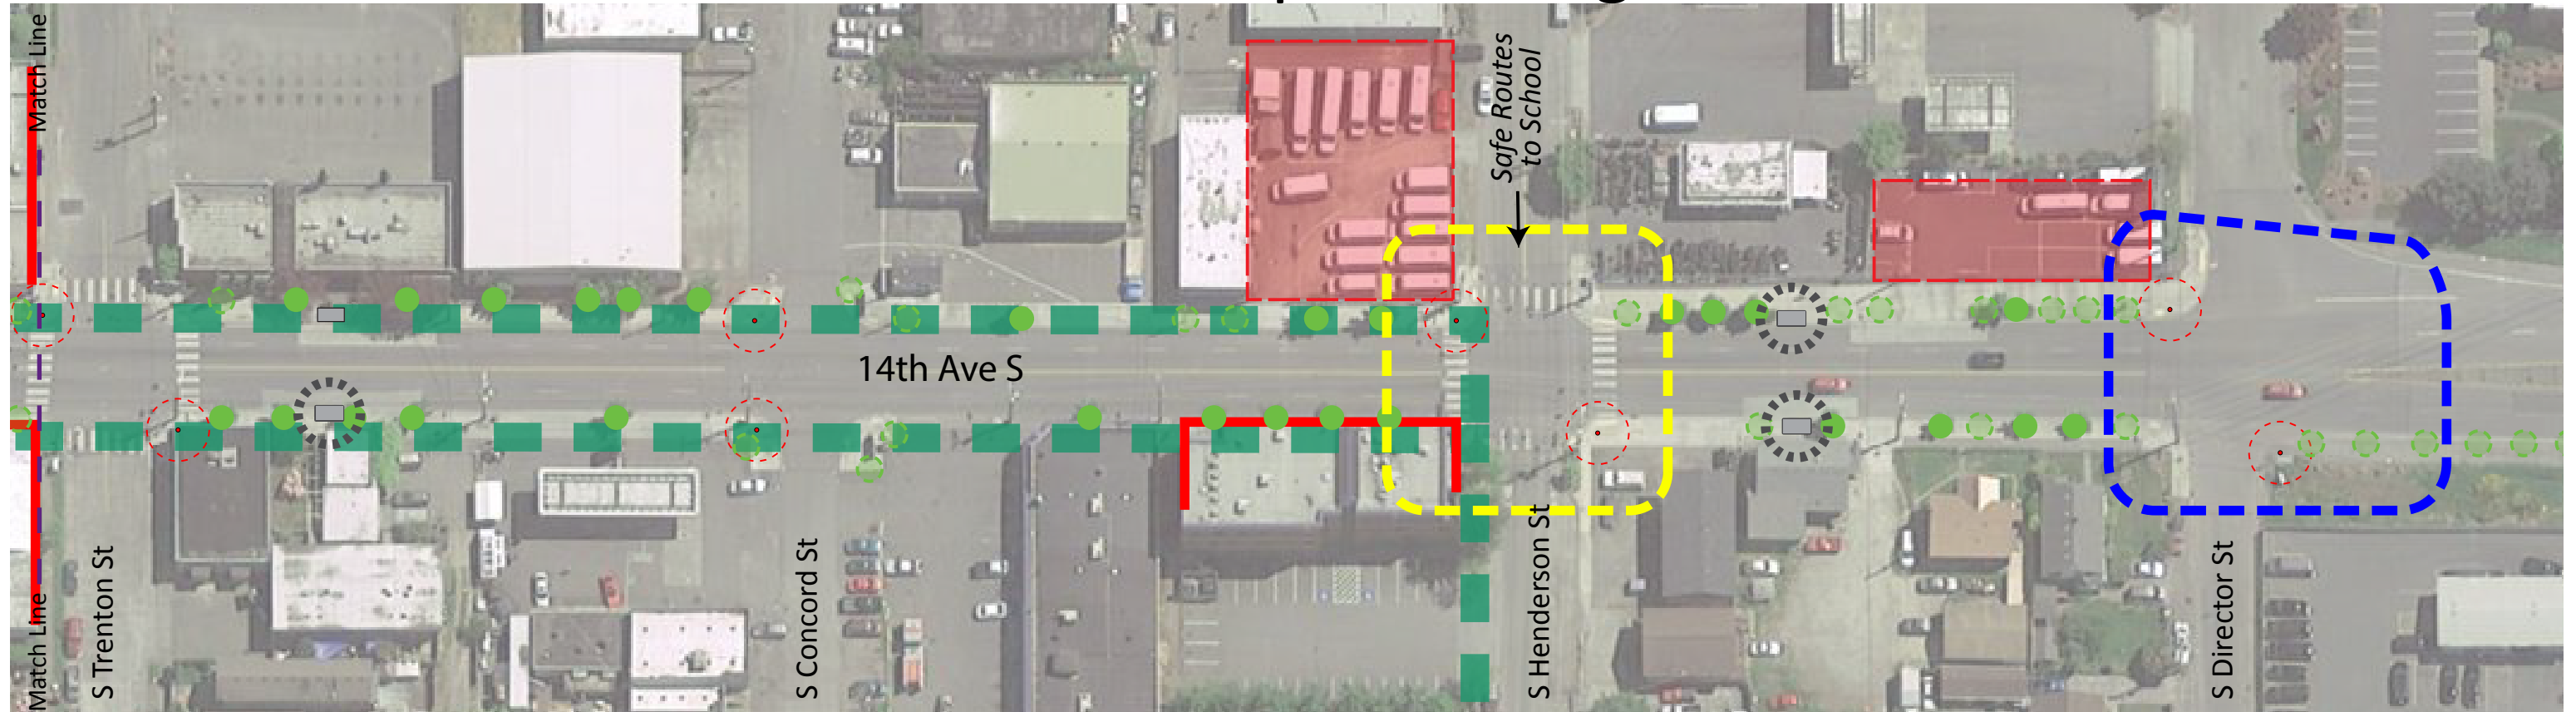 Match Line
Safe Routes
to School
14th Ave S
Match Line
S Trenton St
S Concord St
S Henderson St
S Director St